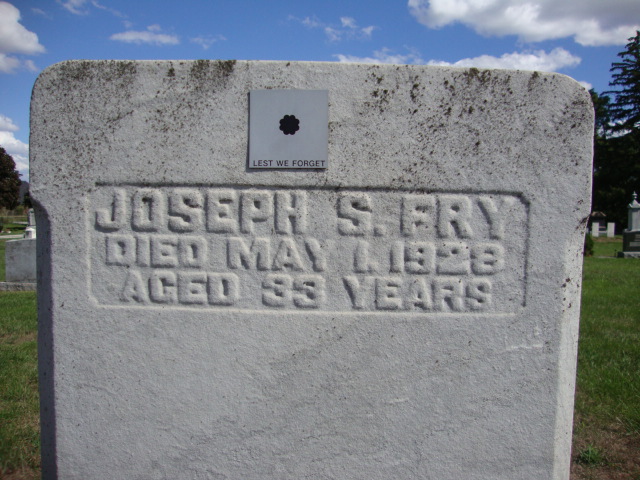 LEST WE FORGET
JOSEPH S. FRY
DIED MAY 1, 1928
AGED 33 YEARS